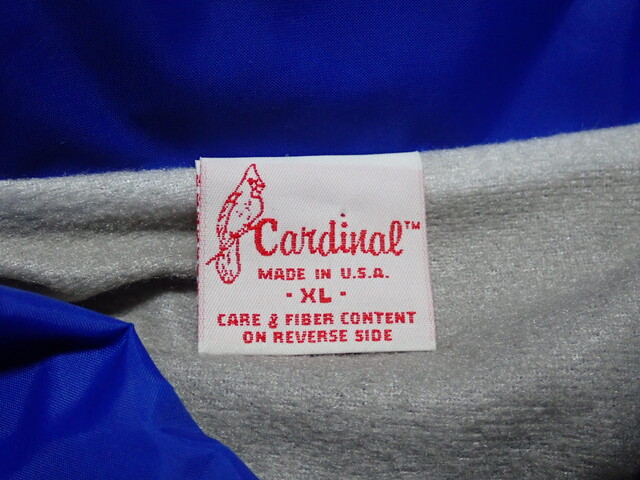 Cardinal™
MADE IN U.S.A.
- XL -
CARE & FIBER CONTENT
ON REVERSE SIDE